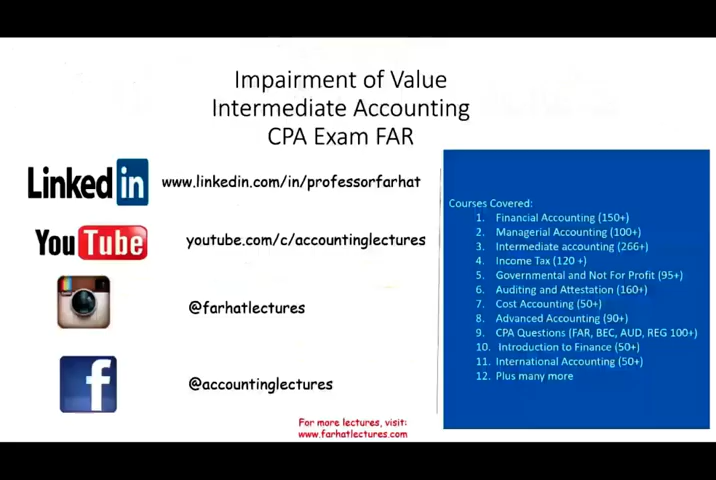 Impairment of Value
Intermediate Accounting
CPA Exam FAR
Linked in www.linkedin.com/in/professorfarhat
You Tube youtube.com/c/accountinglectures
@farhatlectures
f @accountinglectures
For more lectures, visit:
www.farhatlectures.com
Courses Covered:
1. Financial Accounting (150+)
2. Managerial Accounting (100+)
3. Intermediate accounting (266+)
4. Income Tax (120 +)
5. Governmental and Not For Profit (95+)
6. Auditing and Attestation (160+)
7. Cost Accounting (50+)
8. Advanced Accounting (90+)
9. CPA Questions (FAR, BEC, AUD, REG 100+)
10. Introduction to Finance (50+)
11. International Accounting (50+)
12. Plus many more